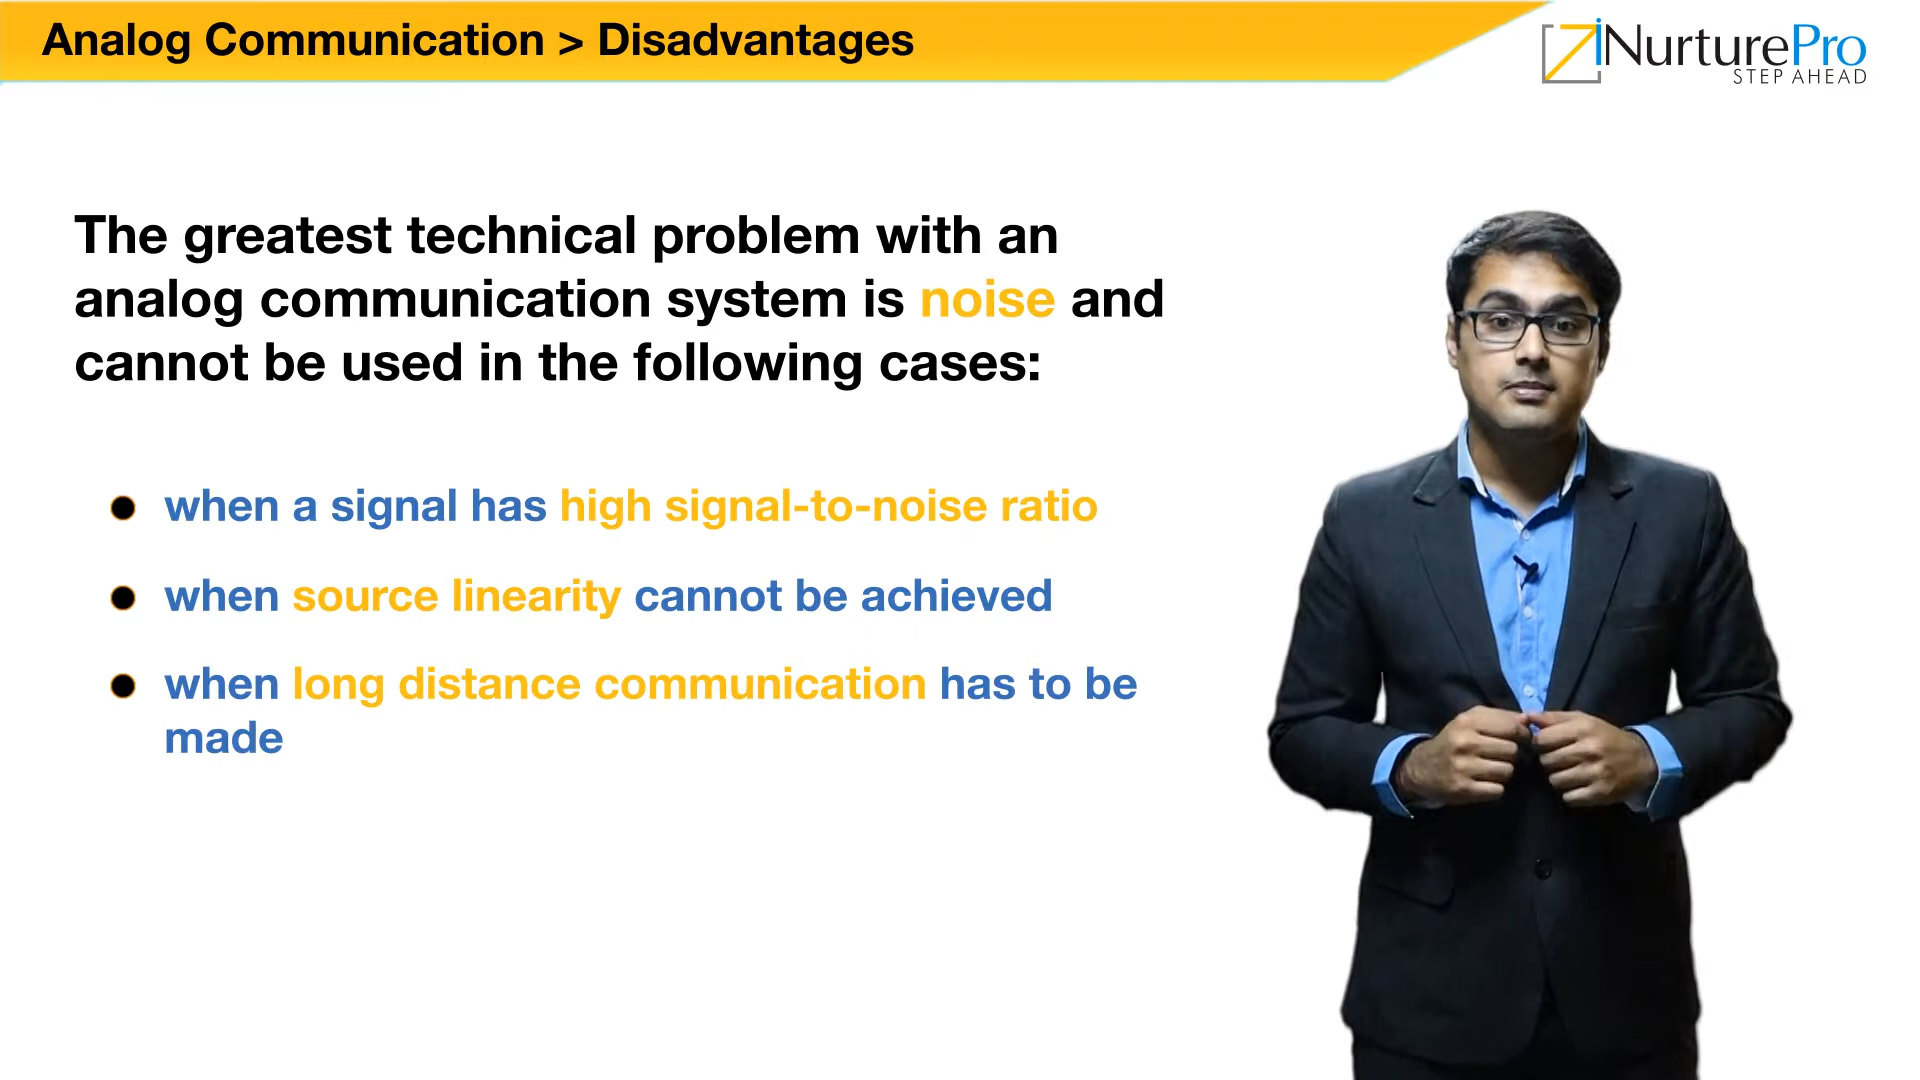 Analog Communication > Disadvantages
iNurturePro
STEP AHEAD
The greatest technical problem with an
analog communication system is noise and
cannot be used in the following cases:
when a signal has high signal-to-noise ratio
when source linearity cannot be achieved
when long distance communication has to be
made